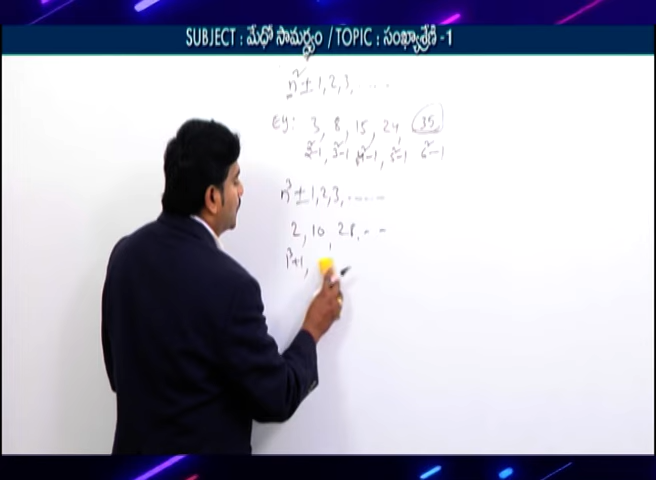 SUBJECT : మేధో సామర్థ్యం / TOPIC : సంఖ్యాశ్రేణి -1
n² ± 1, 2, 3, .....
Eg: 3, 8, 15, 24, 35
2²-1, 3²-1, 4²-1, 5²-1, 6²-1
n³ ± 1, 2, 3, ......
2, 10, 28, ...
1³+1,